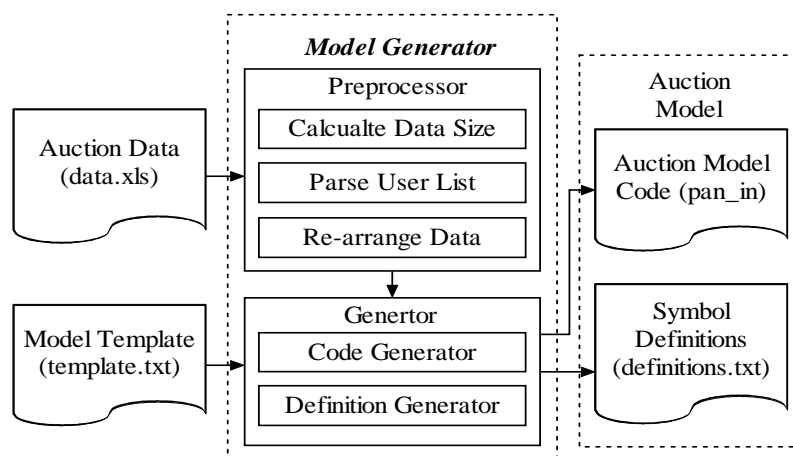 Model Generator
Preprocessor
Calcualte Data Size
Parse User List
Re-arrange Data
Auction Data
(data.xls)
Model Template
(template.txt)
Genertor
Code Generator
Definition Generator
Auction
Model
Auction Model
Code (pan_in)
Symbol
Definitions
(definitions.txt)